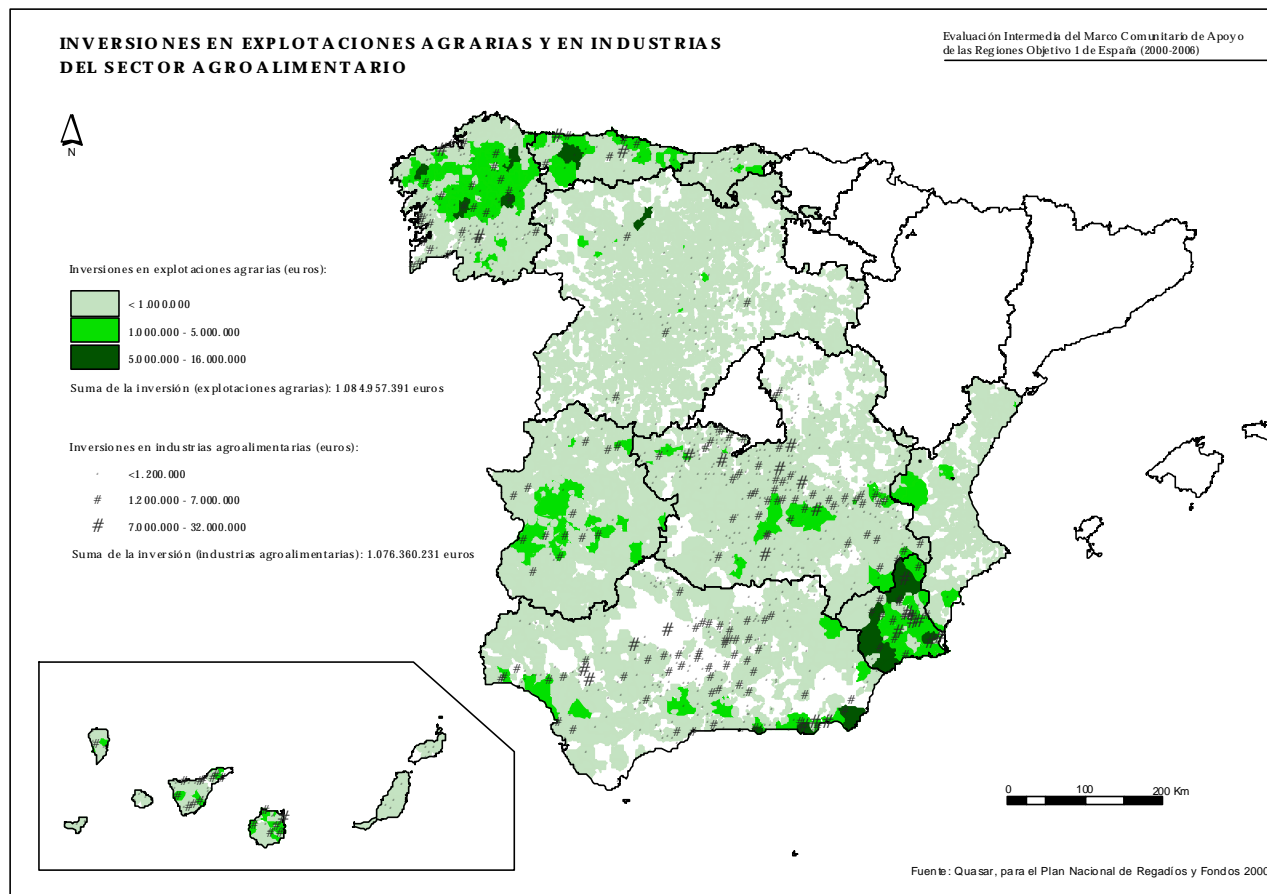 INVERSIONES EN EXPLOTACIONES AGRARIAS Y EN INDUSTRIAS
DEL SECTOR AGROALIMENTARIO
Evaluación Intermedia del Marco Comunitario de Apoyo
de las Regiones Objetivo 1 de España (2000-2006)
N
Inversiones en explotaciones agrarias (euros):
< 1.000.000
1.000.000 - 5.000.000
5.000.000 - 16.000.000
Suma de la inversión (explotaciones agrarias): 1.084.957.391 euros
Inversiones en industrias agroalimentarias (euros):
<1.200.000
# 1.200.000 - 7.000.000
# 7.000.000 - 32.000.000
Suma de la inversión (industrias agroalimentarias): 1.076.360.231 euros
0 100 200 Km
Fuente: Quasar, para el Plan Nacional de Regadíos y Fondos 2000